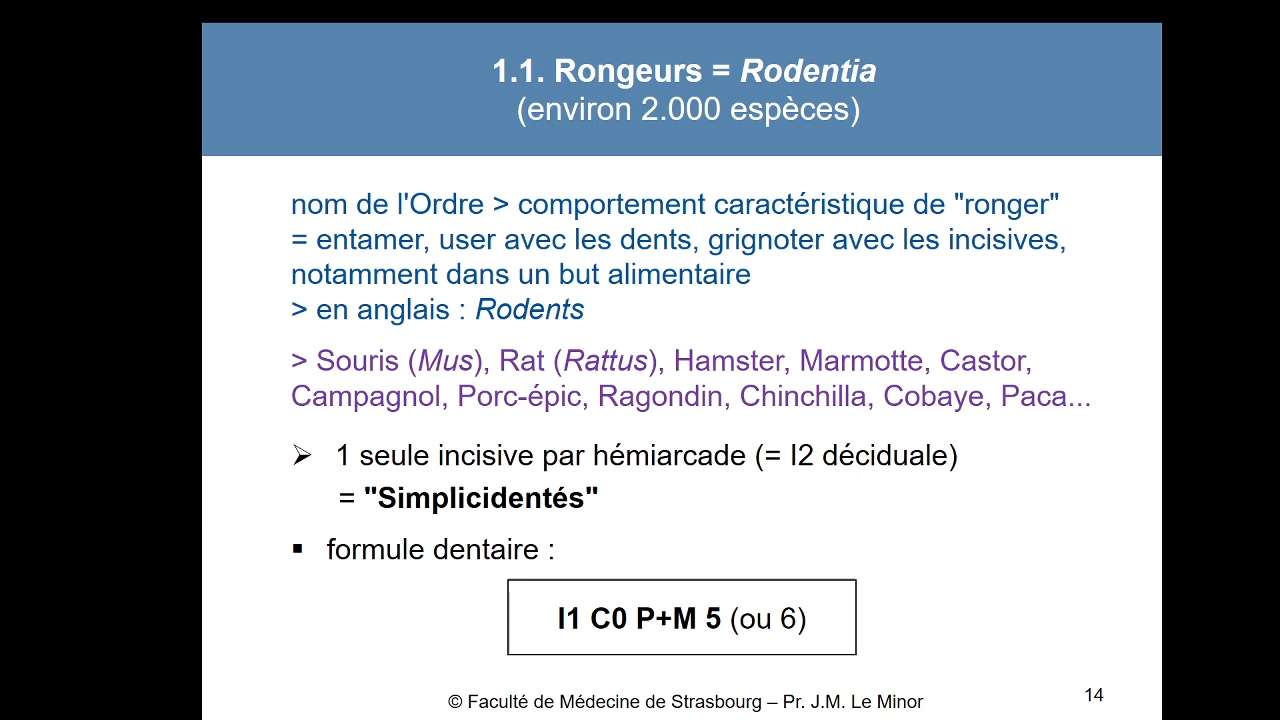 1.1. Rongeurs = Rodentia
(environ 2.000 espèces)
nom de l'Ordre > comportement caractéristique de "ronger"
= entamer, user avec les dents, grignoter avec les incisives,
notamment dans un but alimentaire
> en anglais : Rodents
> Souris (Mus), Rat (Rattus), Hamster, Marmotte, Castor,
Campagnol, Porc-épic, Ragondin, Chinchilla, Cobaye, Paca...
➢ 1 seule incisive par hémiarcade (= I2 déciduale)
= "Simplicidentés"
▪ formule dentaire :
I1 C0 P+M 5 (ou 6)
© Faculté de Médecine de Strasbourg – Pr. J.M. Le Minor
14